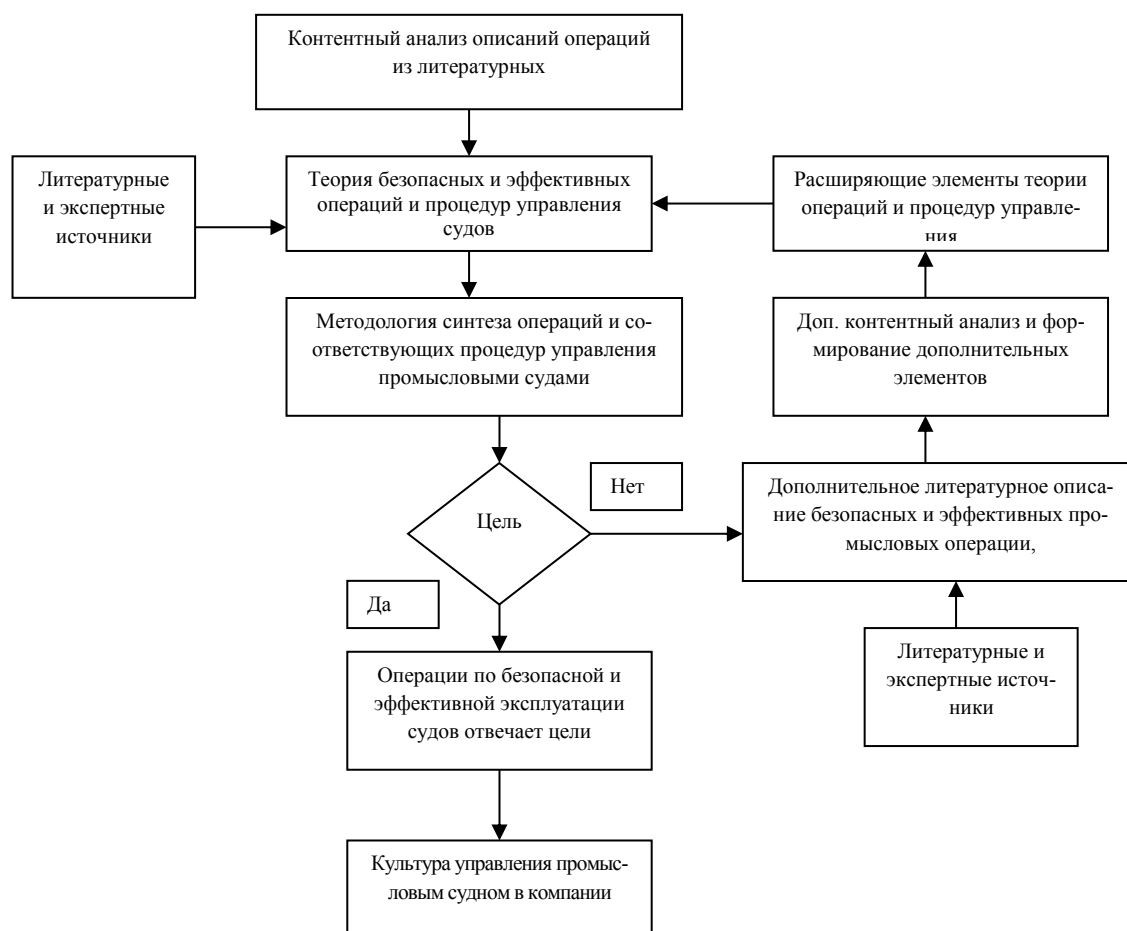 Контентный анализ описаний операций
из литературных
Литературные
и экспертные
источники
Теория безопасных и эффективных
операций и процедур управления
судов
Расширяющие элементы теории
операций и процедур управле-
ния
Методология синтеза операций и со-
ответствующих процедур управления
промысловыми судами
Доп. контентный анализ и фор-
мирование дополнительных
элементов
Цель
Нет
Дополнительное литературное описа-
ние безопасных и эффективных про-
мысловых операции,
Да
Операции по безопасной и
эффективной эксплуатации
судов отвечает цели
Литературные и
экспертные источ-
ники
Культура управления промыс-
ловым судном в компании